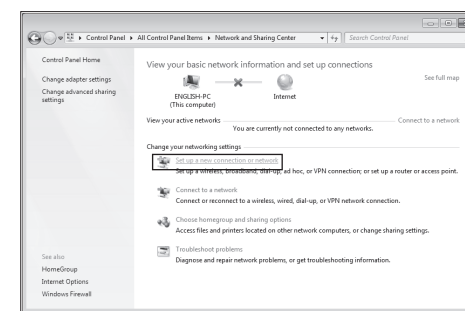 Control Panel ▸ All Control Panel Items ▸ Network and Sharing Center
Search Control Panel
Control Panel Home
Change adapter settings
Change advanced sharing
settings
See also
HomeGroup
Internet Options
Windows Firewall
View your basic network information and set up connections
See full map
ENGLISH-PC
(This computer)
Internet
View your active networks
Connect to a network
You are currently not connected to any networks.
Change your networking settings
Set up a new connection or network
Set up a wireless, broadband, dial-up, ad hoc, or VPN connection; or set up a router or access point.
Connect to a network
Connect or reconnect to a wireless, wired, dial-up, or VPN network connection.
Choose homegroup and sharing options
Access files and printers located on other network computers, or change sharing settings.
Troubleshoot problems
Diagnose and repair network problems, or get troubleshooting information.